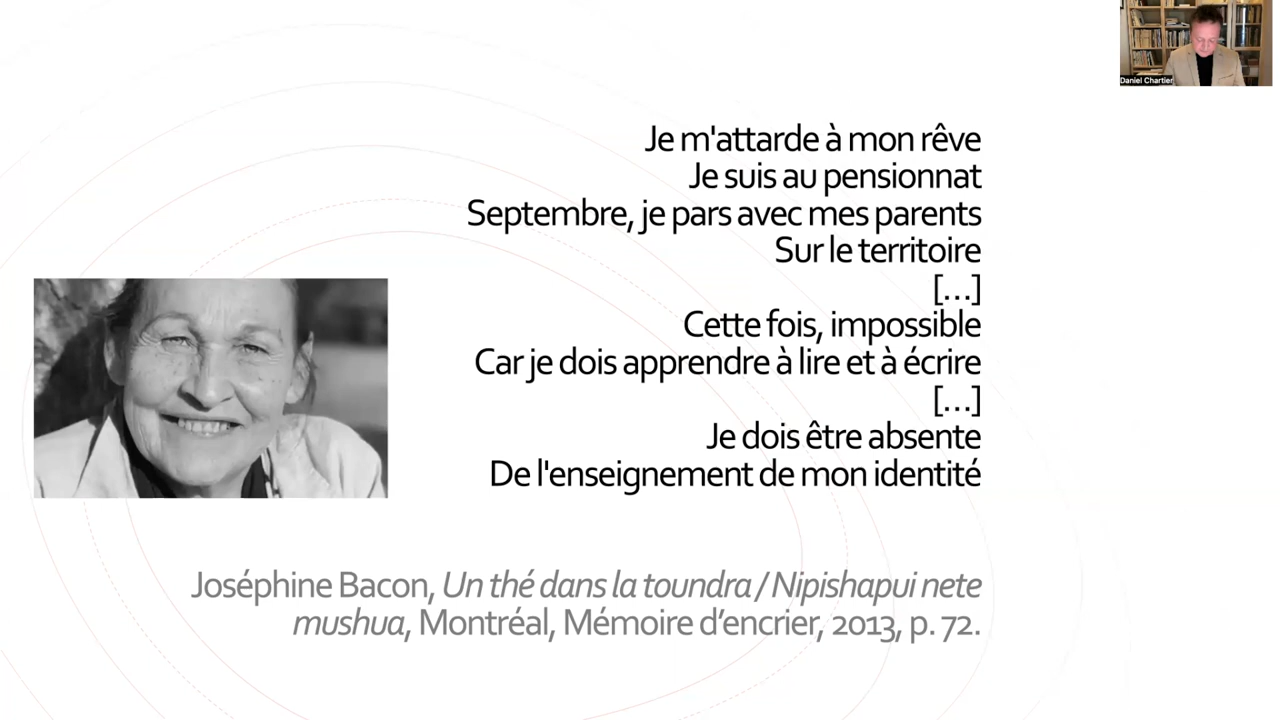 Daniel Chartier
Je m'attarde à mon rêve
Je suis au pensionnat
Septembre, je pars avec mes parents
Sur le territoire
[…]
Cette fois, impossible
Car je dois apprendre à lire et à écrire
[…]
Je dois être absente
De l'enseignement de mon identité
Joséphine Bacon, Un thé dans la toundra / Nipishapui nete
mushua, Montréal, Mémoire d’encrier, 2013, p. 72.